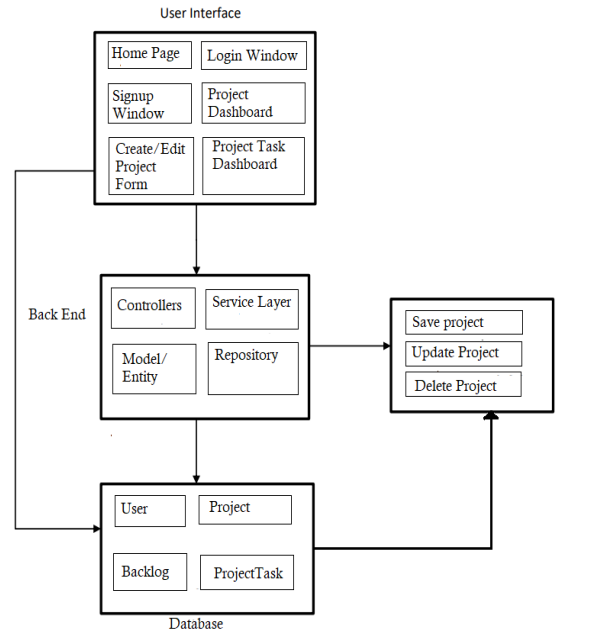 User Interface
Home Page
Login Window
Signup
Window
Project
Dashboard
Create/Edit
Project
Form
Project Task
Dashboard
Back End
Controllers
Service Layer
Model/
Entity
Repository
Save project
Update Project
Delete Project
User
Project
Backlog
ProjectTask
Database